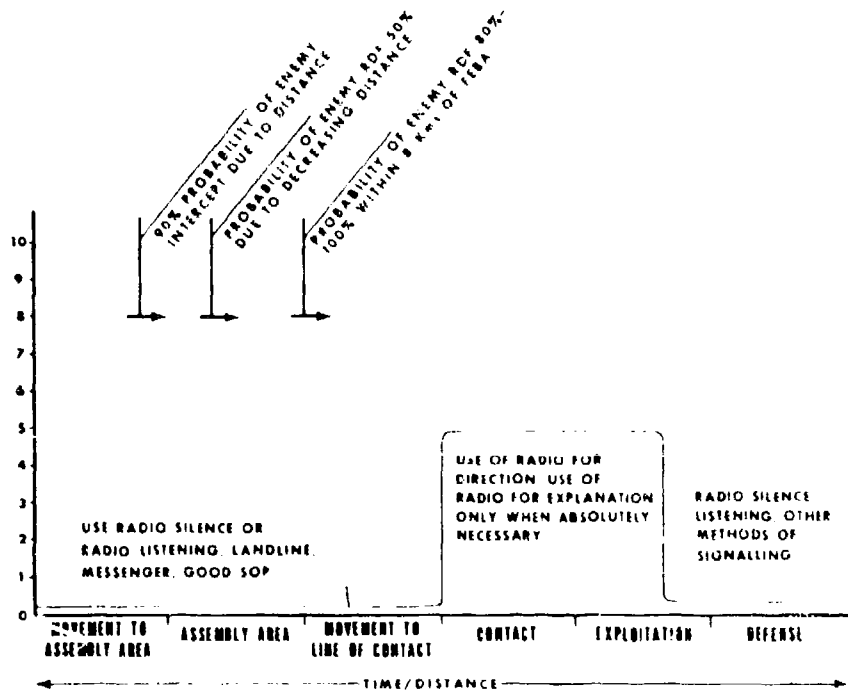 90% PROBABILITY OF ENEMY
INTERCEPT DUE TO DISTANCE
PROBABILITY OF ENEMY RDF 50%
DUE TO DECREASING DISTANCE
PROBABILITY OF ENEMY RDF 80%-
100% WITHIN 8 Kms OF FEBA
10
9
8
7
6
5
4
3
2
1
0
USE RADIO SILENCE OR
RADIO LISTENING, LANDLINE,
MESSENGER, GOOD SOP
USE OF RADIO FOR
DIRECTION USE OF
RADIO FOR EXPLANATION
ONLY WHEN ABSOLUTELY
NECESSARY
RADIO SILENCE
LISTENING, OTHER
METHODS OF
SIGNALLING
MOVEMENT TO
ASSEMBLY AREA
ASSEMBLY AREA
MOVEMENT TO
LINE OF CONTACT
CONTACT
EXPLOITATION
DEFENSE
TIME/DISTANCE